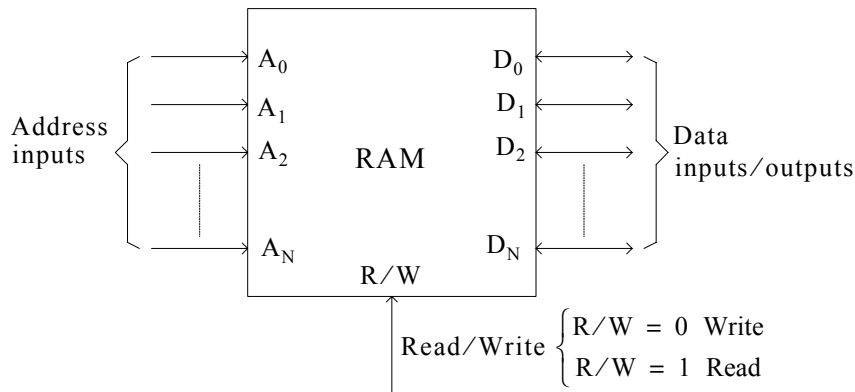 A0
A1
A2
AN
Address
inputs
RAM
R/W
D0
D1
D2
DN
Data
inputs/outputs
Read/Write
R/W = 0 Write
R/W = 1 Read